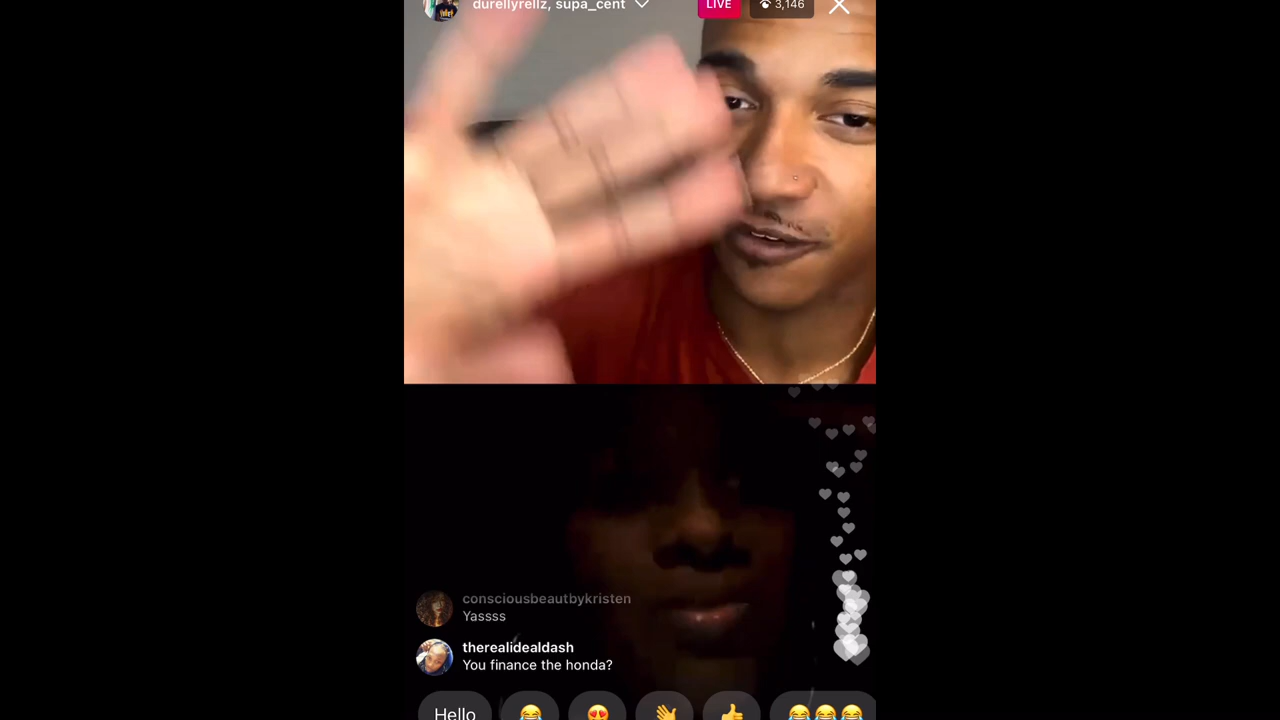 durellyrellz, supa_cent
LIVE
3,146
consciousbeautbykristen
Yassss
therealidealdash
You finance the honda?
Hello